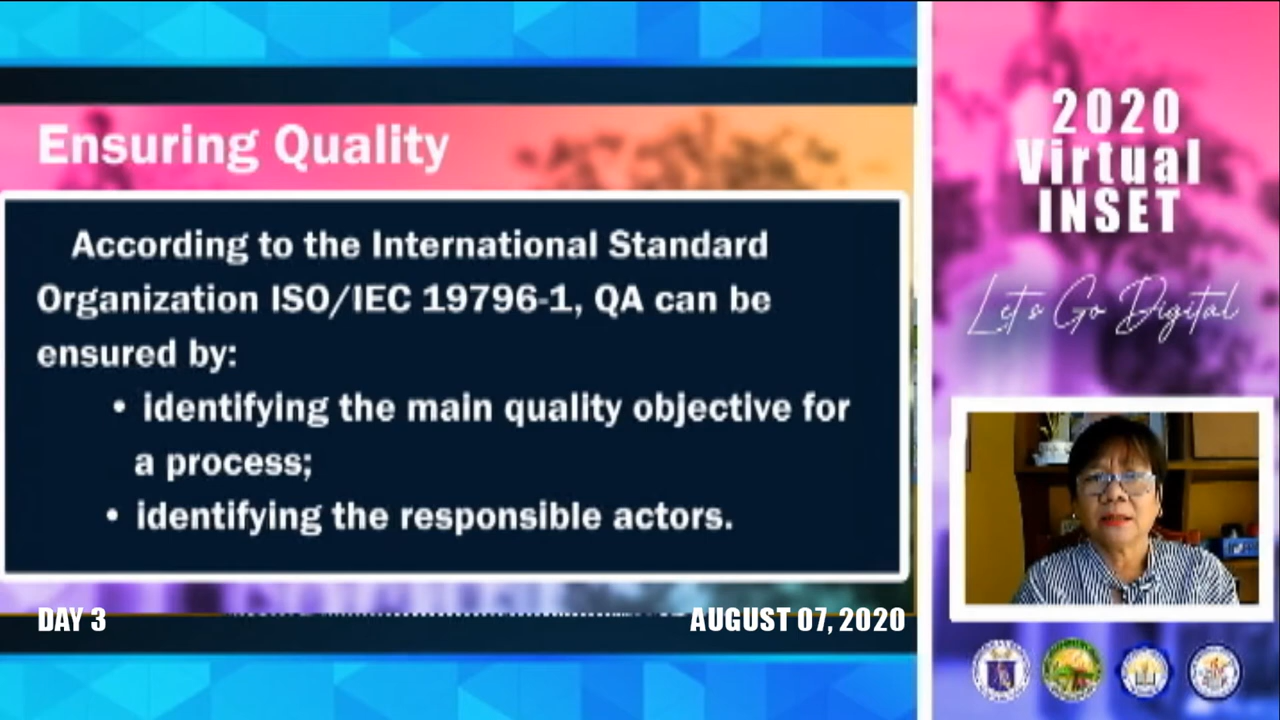 Ensuring Quality
According to the International Standard
Organization ISO/IEC 19796-1, QA can be
ensured by:
• identifying the main quality objective for
a process;
• identifying the responsible actors.
DAY 3
AUGUST 07, 2020
2020
Virtual
INSET
Let's Go Digital